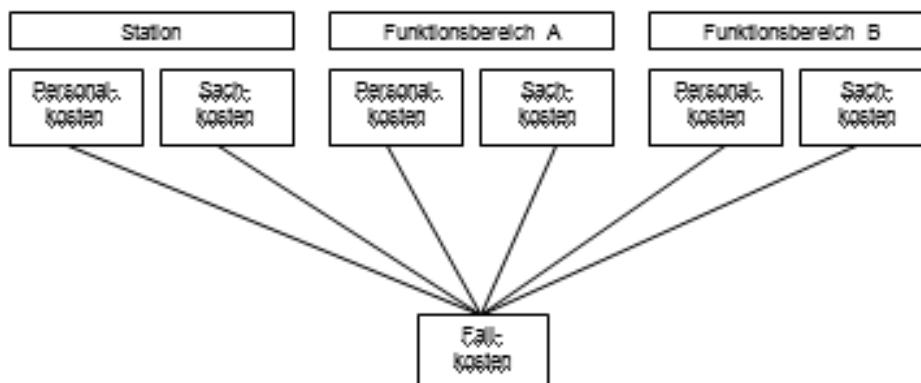 Station
Funktionsbereich A
Funktionsbereich B
Personal-
kosten
Sach-
kosten
Personal-
kosten
Sach-
kosten
Personal-
kosten
Sach-
kosten
Fall-
kosten